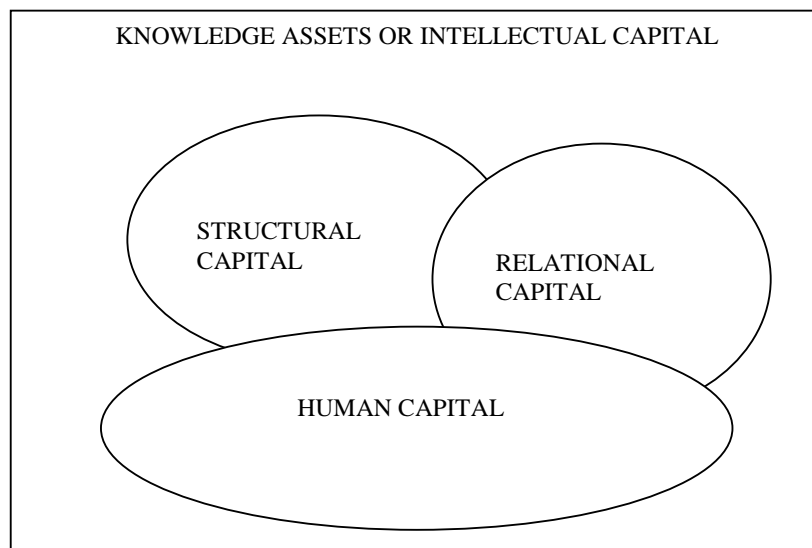 KNOWLEDGE ASSETS OR INTELLECTUAL CAPITAL
STRUCTURAL
CAPITAL
RELATIONAL
CAPITAL
HUMAN CAPITAL